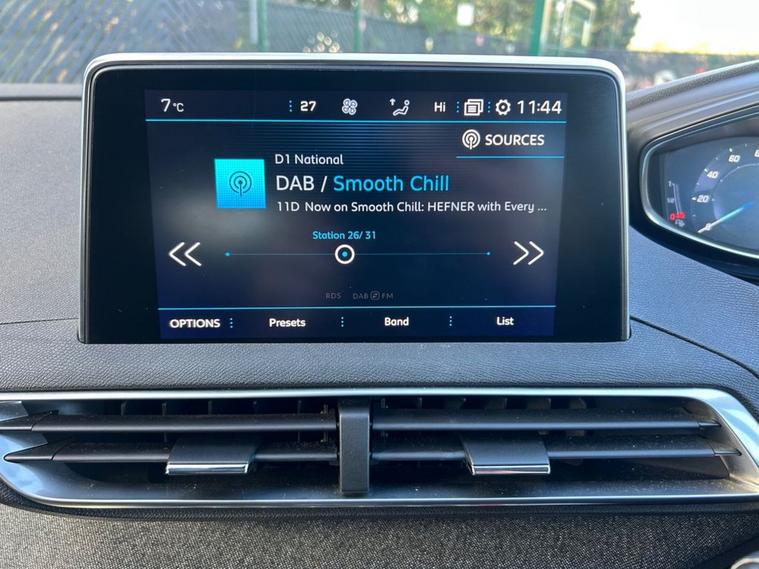 7°C 27 Hi 11:44
SOURCES
D1 National
DAB / Smooth Chill
11D Now on Smooth Chill: HEFNER with Every ...
Station 26/ 31
RDS DAB FM
OPTIONS Presets Band List
20
40
60
80